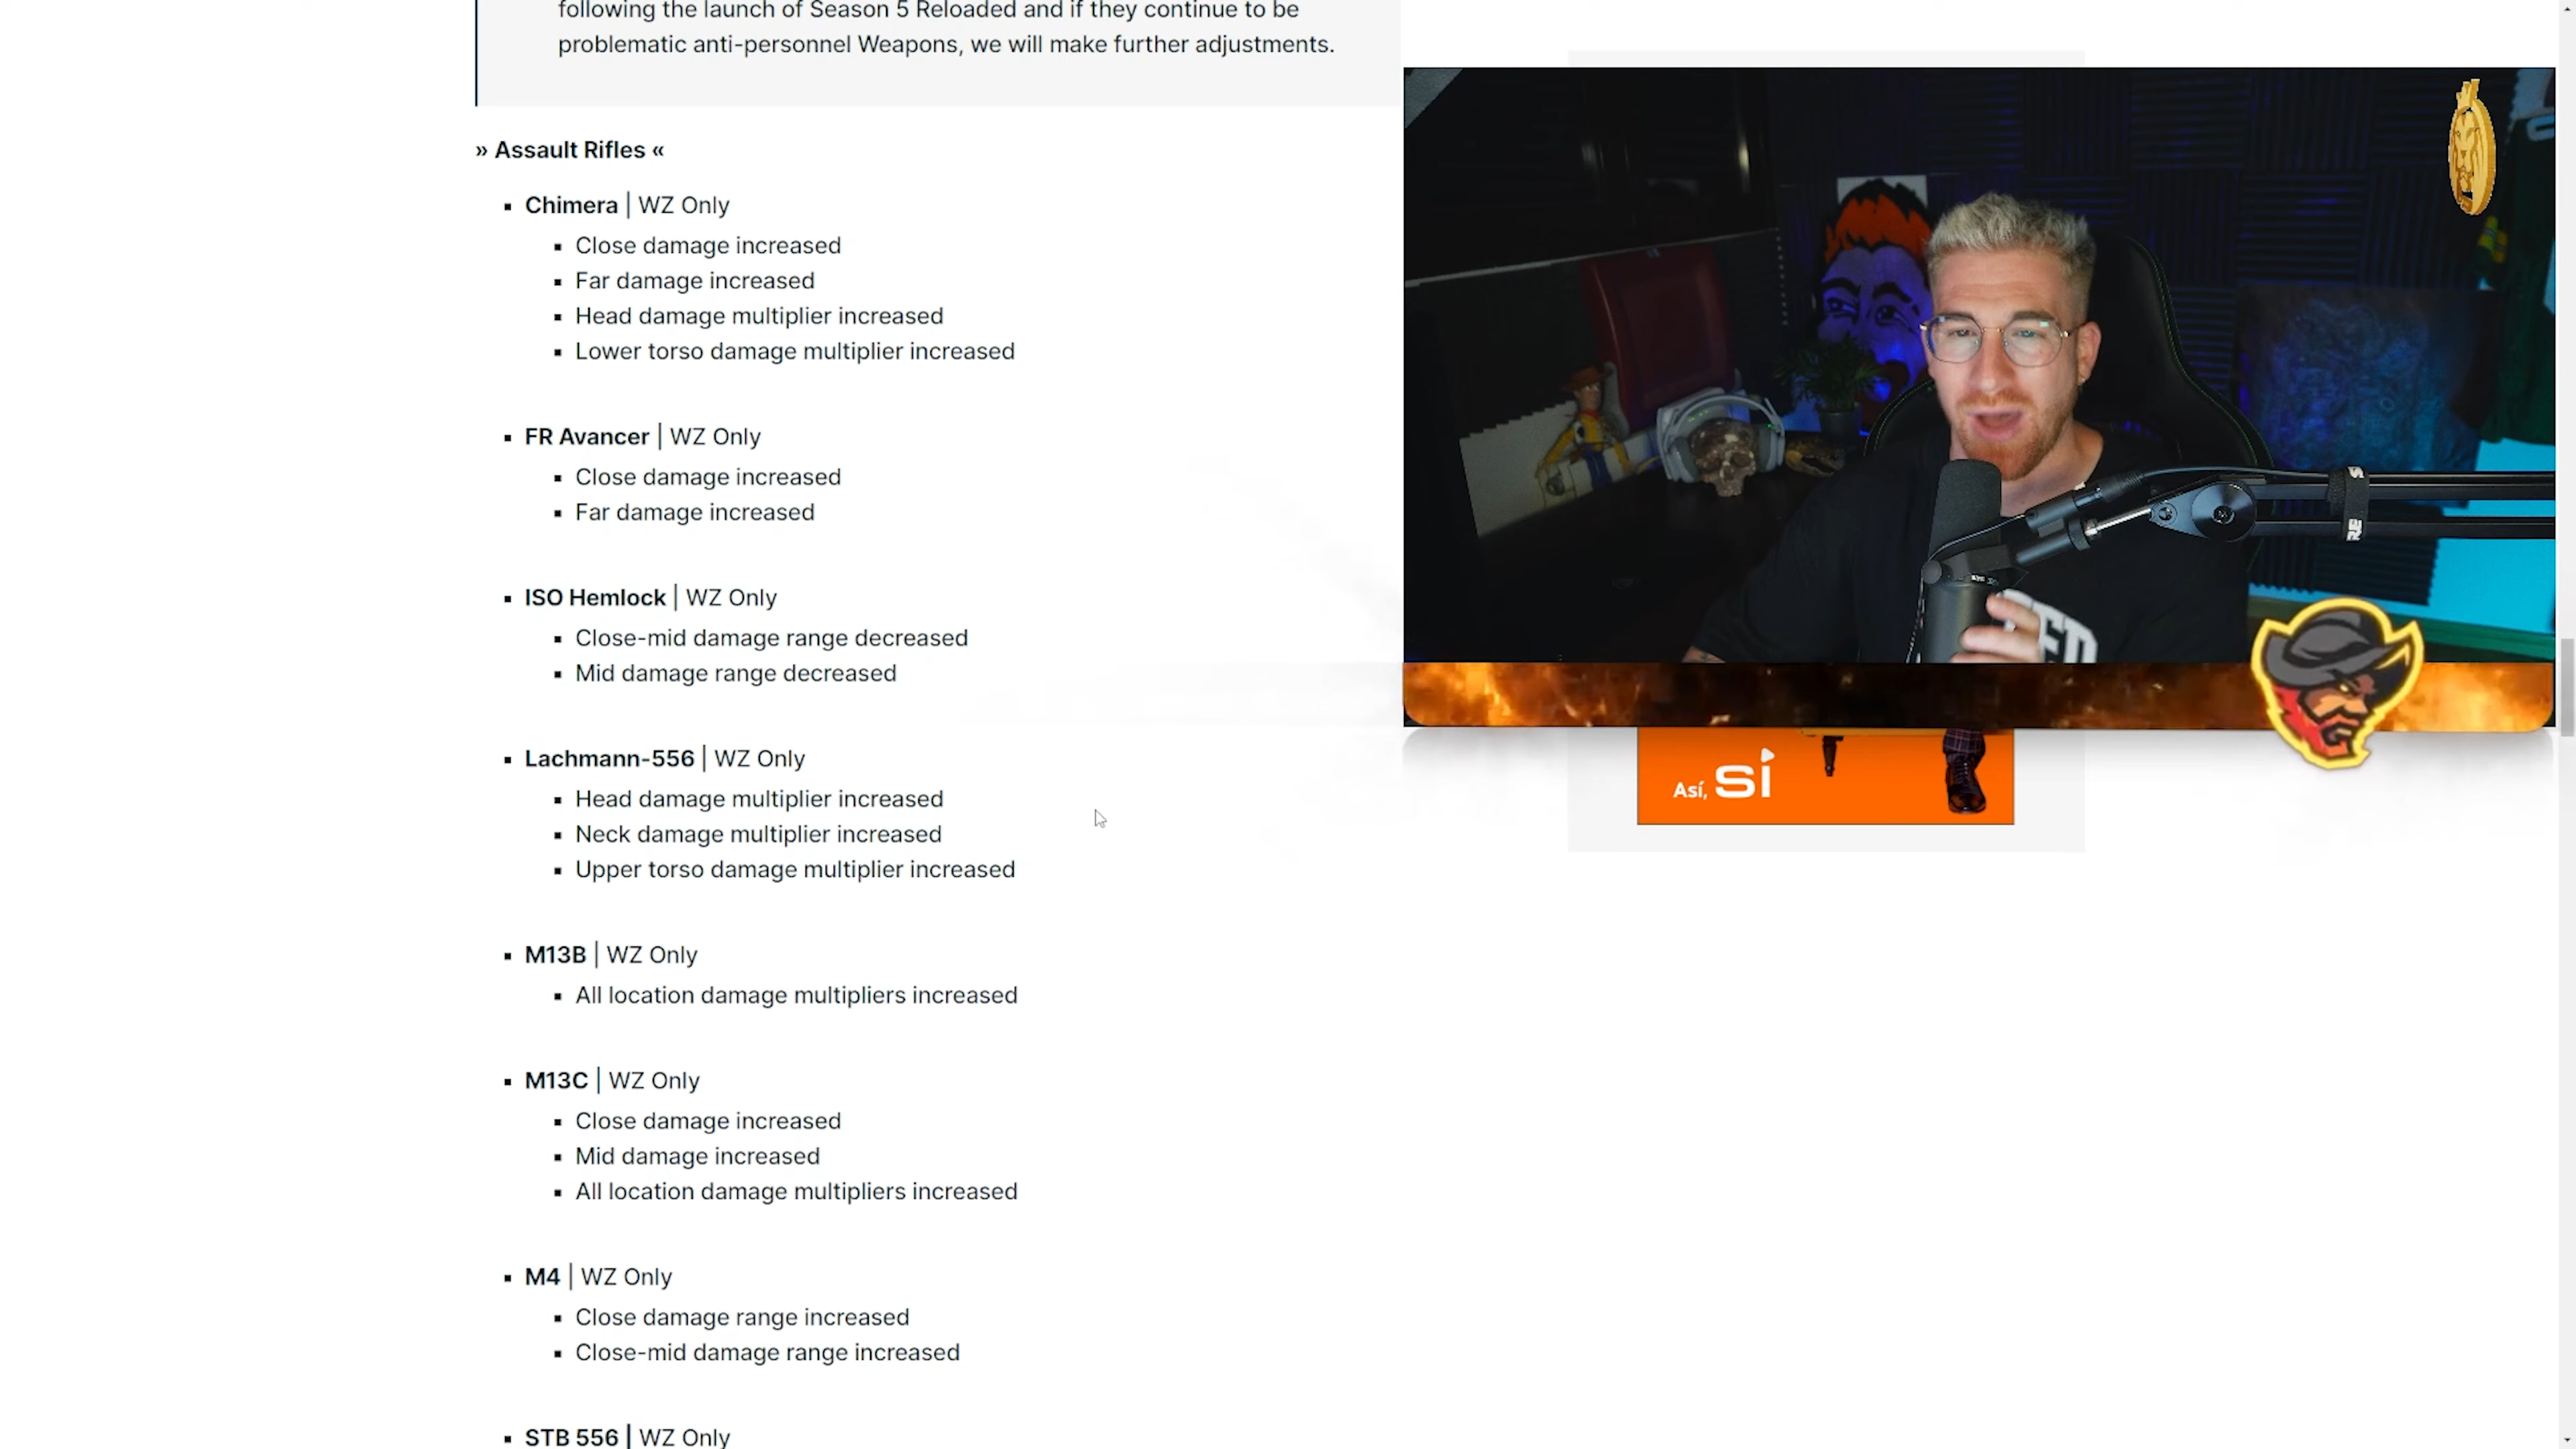 following the launch of Season 5 Reloaded and if they continue to be
problematic anti-personnel Weapons, we will make further adjustments.
» Assault Rifles «
Chimera | WZ Only
Close damage increased
Far damage increased
Head damage multiplier increased
Lower torso damage multiplier increased
FR Avancer | WZ Only
Close damage increased
Far damage increased
ISO Hemlock | WZ Only
Close-mid damage range decreased
Mid damage range decreased
Lachmann-556 | WZ Only
Head damage multiplier increased
Neck damage multiplier increased
Upper torso damage multiplier increased
M13B | WZ Only
All location damage multipliers increased
M13C | WZ Only
Close damage increased
Mid damage increased
All location damage multipliers increased
M4 | WZ Only
Close damage range increased
Close-mid damage range increased
STB 556 | WZ Only
Así, sí